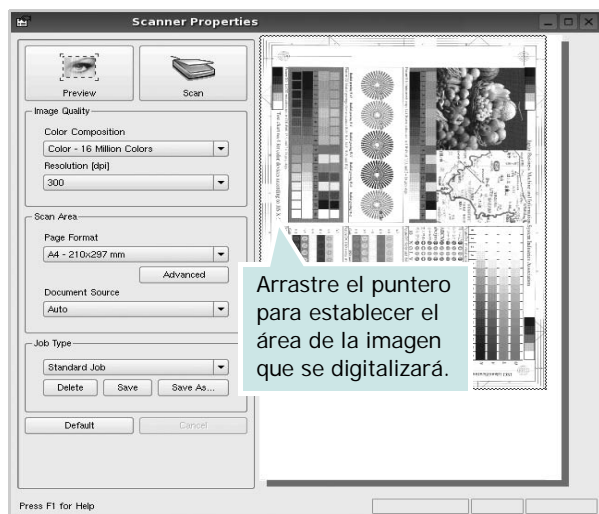 Scanner Properties
Preview
Scan
Image Quality
Color Composition
Color - 16 Million Colors
Resolution [dpi]
300
Scan Area
Page Format
A4 - 210x297 mm
Advanced
Document Source
Auto
Job Type
Standard Job
Delete
Save
Save As...
Default
Cancel
Arrastre el puntero
para establecer el
área de la imagen
que se digitalizará.
Press F1 for Help